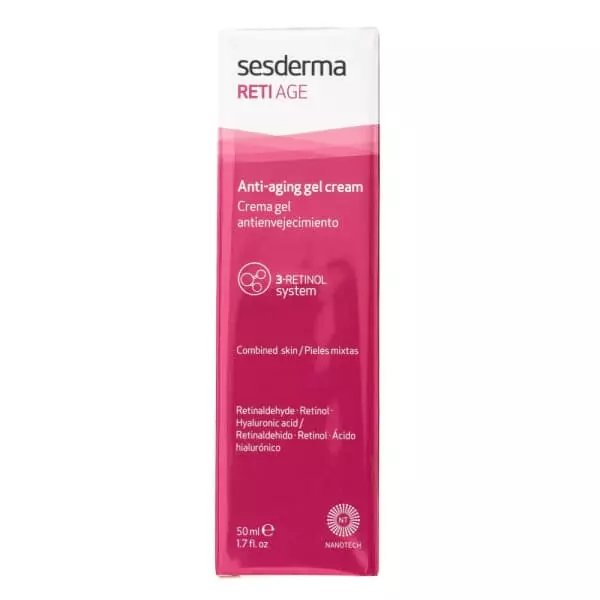 sesderma
RETI AGE
Anti-aging gel cream
Crema gel
antienvejecimiento
3-RETINOL
system
Combined skin / Pieles mixtas
Retinaldehyde · Retinol ·
Hyaluronic acid /
Retinaldehido · Retinol · Ácido
hialurónico
50 ml ℮
1.7 fl. oz
NT
NANOTECH